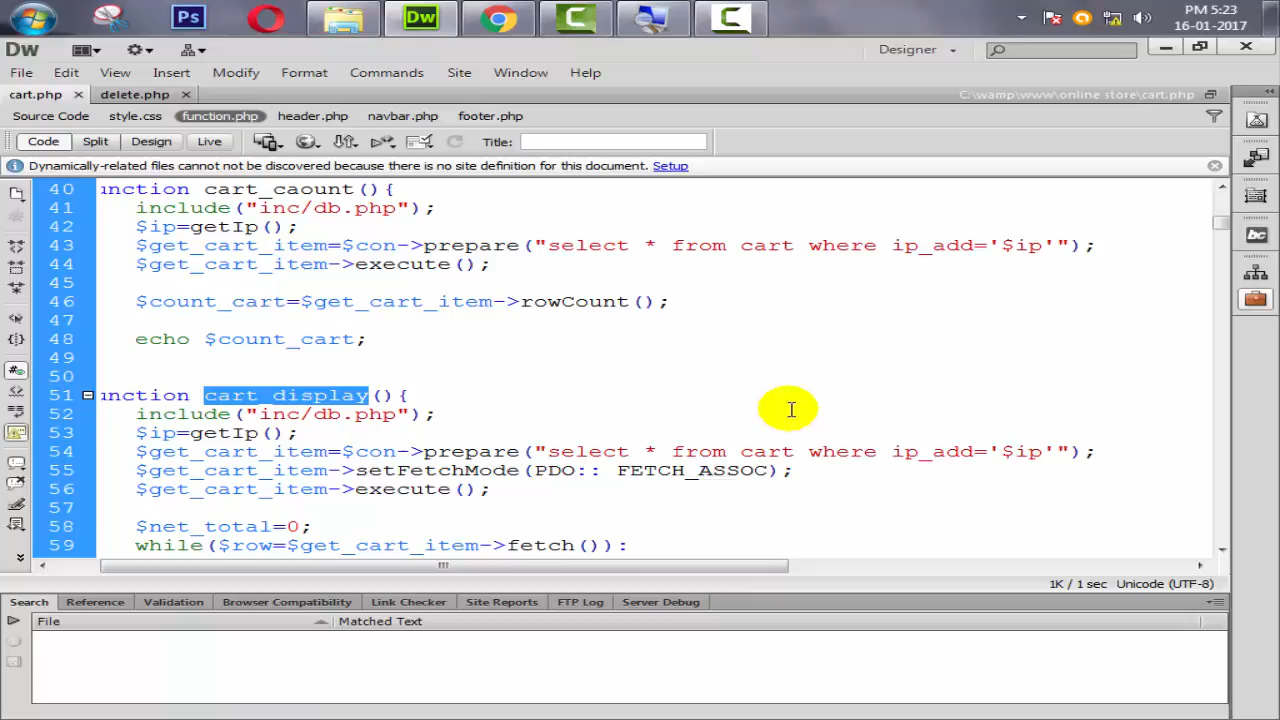 Ps
Dw
PM 5:23
16-01-2017
DW
Designer
File Edit View Insert Modify Format Commands Site Window Help
cart.php × delete.php × C:\wamp\www\online store\cart.php
Source Code style.css function.php header.php navbar.php footer.php
Code Split Design Live Title:
Dynamically-related files cannot not be discovered because there is no site definition for this document. Setup
40 unction cart_caount(){
41 include("inc/db.php");
42 $ip=getIp();
43 $get_cart_item=$con->prepare("select * from cart where ip_add='$ip'");
44 $get_cart_item->execute();
45
46 $count_cart=$get_cart_item->rowCount();
47
48 echo $count_cart;
49
50
51 unction cart_display(){
52 include("inc/db.php");
53 $ip=getIp();
54 $get_cart_item=$con->prepare("select * from cart where ip_add='$ip'");
55 $get_cart_item->setFetchMode(PDO:: FETCH_ASSOC);
56 $get_cart_item->execute();
57
58 $net_total=0;
59 while($row=$get_cart_item->fetch()):
1K / 1 sec Unicode (UTF-8)
Search Reference Validation Browser Compatibility Link Checker Site Reports FTP Log Server Debug
File Matched Text
bc